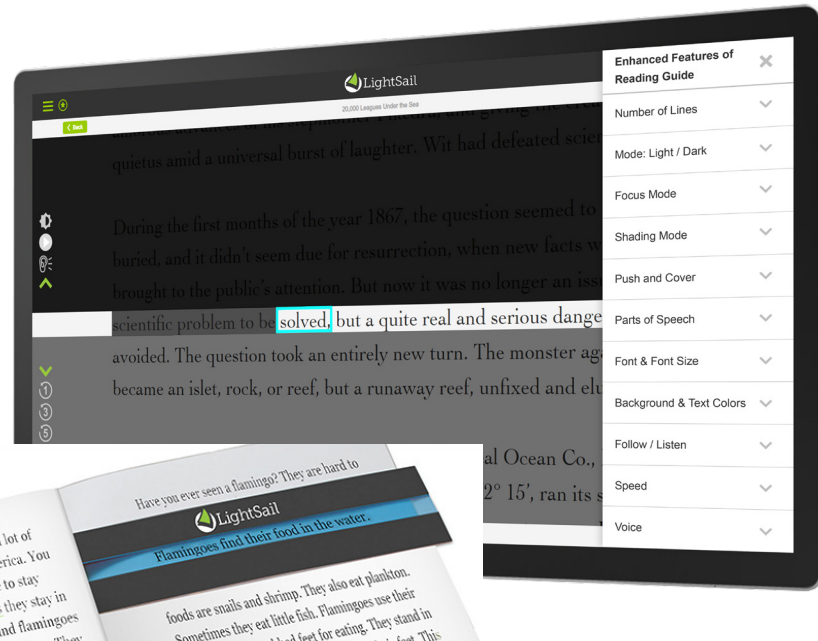 LightSail
20,000 Leagues Under the Sea
Back
quietus amid a universal burst of laughter. Wit had defeated
During the first months of the year 1867, the question seemed to
buried, and it didn't seem due for resurrection, when new facts
brought to the public's attention. But now it was no longer an
scientific problem to be solved, but a quite real and serious
avoided. The question took an entirely new turn. The monster
became an islet, rock, or reef, but a runaway reef, unfixed and
al Ocean Co.,
2° 15', ran its
1
3
5
Enhanced Features of
Reading Guide
Number of Lines
Mode: Light / Dark
Focus Mode
Shading Mode
Push and Cover
Parts of Speech
Font & Font Size
Background & Text Colors
Follow / Listen
Speed
Voice
lot of
You
to stay
they stay in
flamingoes
Have you ever seen a flamingo? They are hard to
LightSail
Flamingoes find their food in the water.
foods are snails and shrimp. They also eat plankton.
Sometimes they eat little fish. Flamingoes use their
feet for eating. They stand in
This